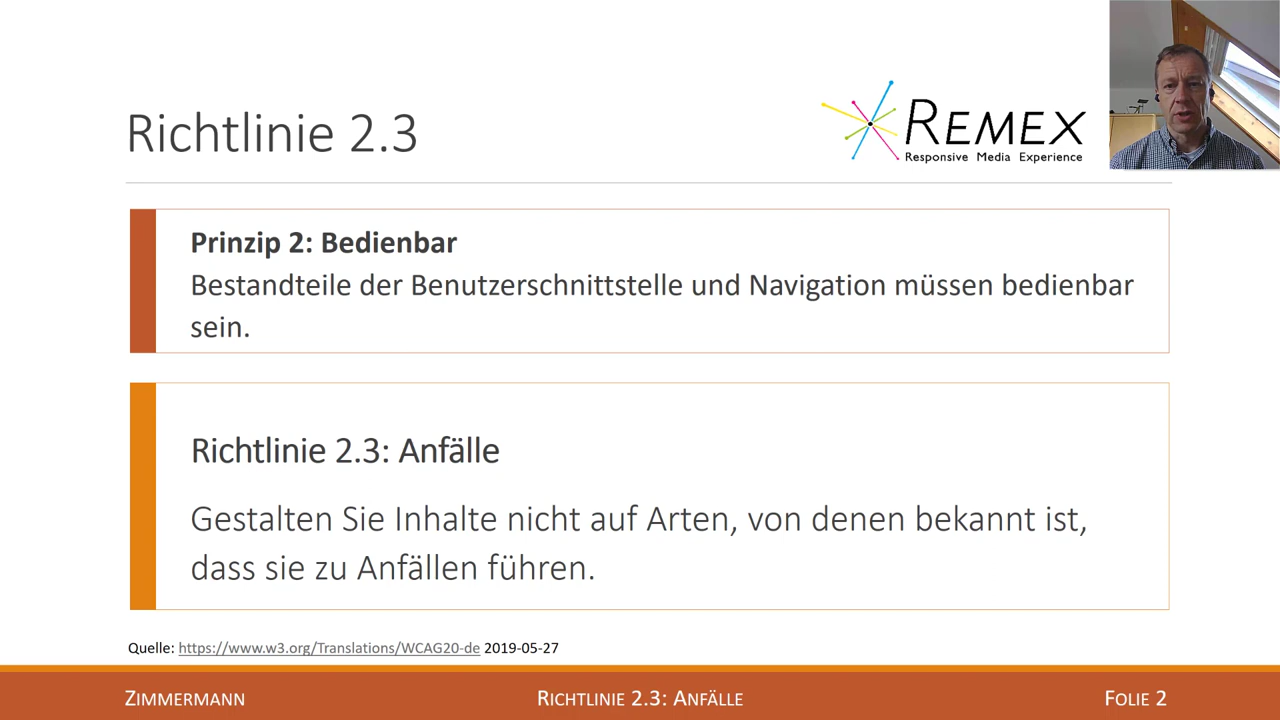 Richtlinie 2.3
REMEX
Responsive Media Experience
Prinzip 2: Bedienbar
Bestandteile der Benutzerschnittstelle und Navigation müssen bedienbar
sein.
Richtlinie 2.3: Anfälle
Gestalten Sie Inhalte nicht auf Arten, von denen bekannt ist,
dass sie zu Anfällen führen.
Quelle: https://www.w3.org/Translations/WCAG20-de 2019-05-27
ZIMMERMANN
RICHTLINIE 2.3: ANFÄLLE
FOLIE 2